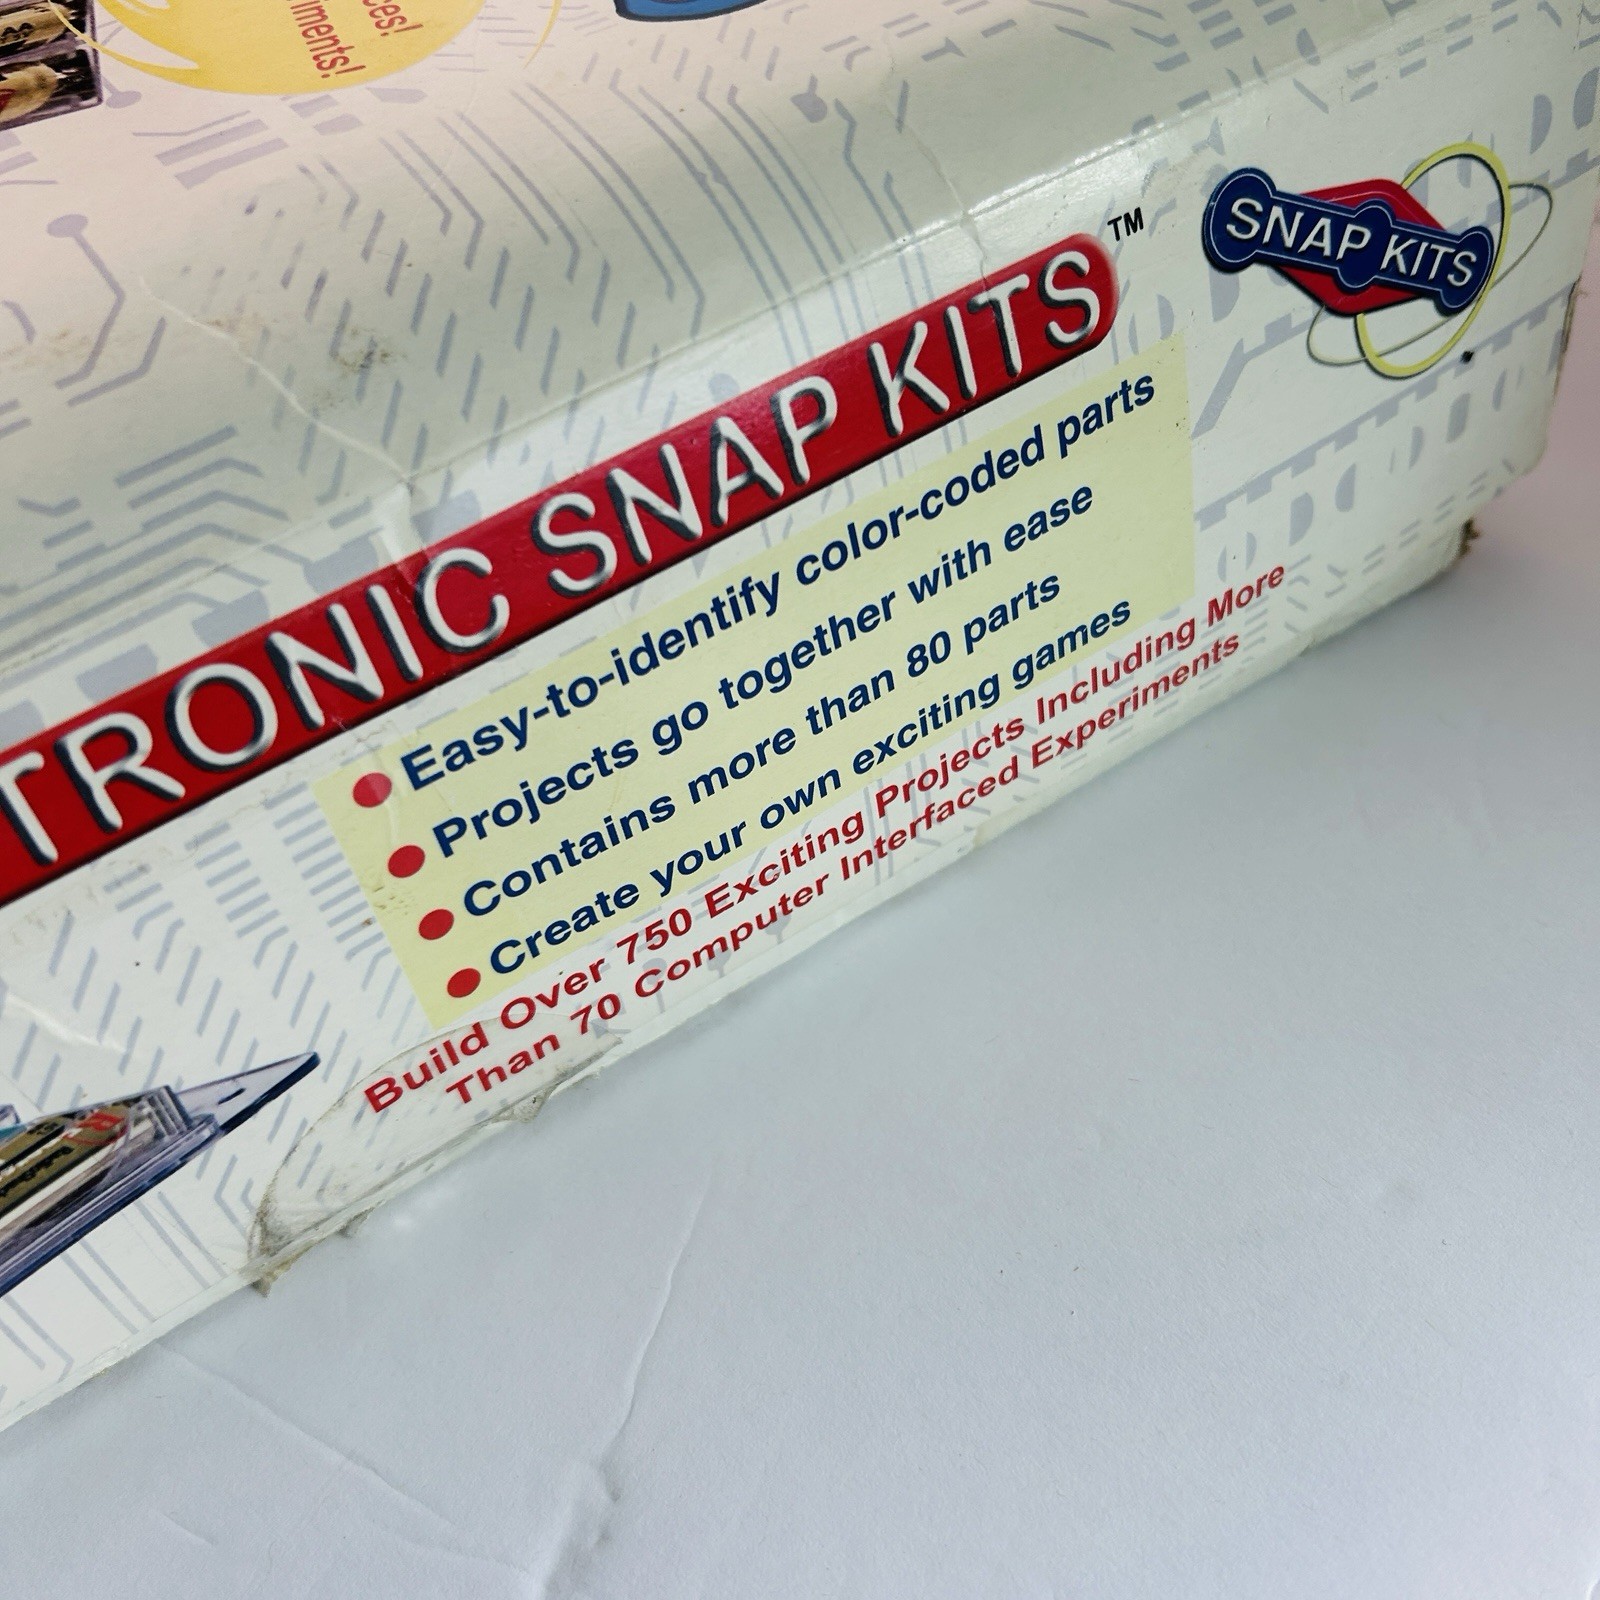 ces!
iments!
TRONIC SNAP KITS™
SNAP KITS
● Easy-to-identify color-coded parts
● Projects go together with ease
● Contains more than 80 parts
● Create your own exciting games
Build Over 750 Exciting Projects Including More
Than 70 Computer Interfaced Experiments